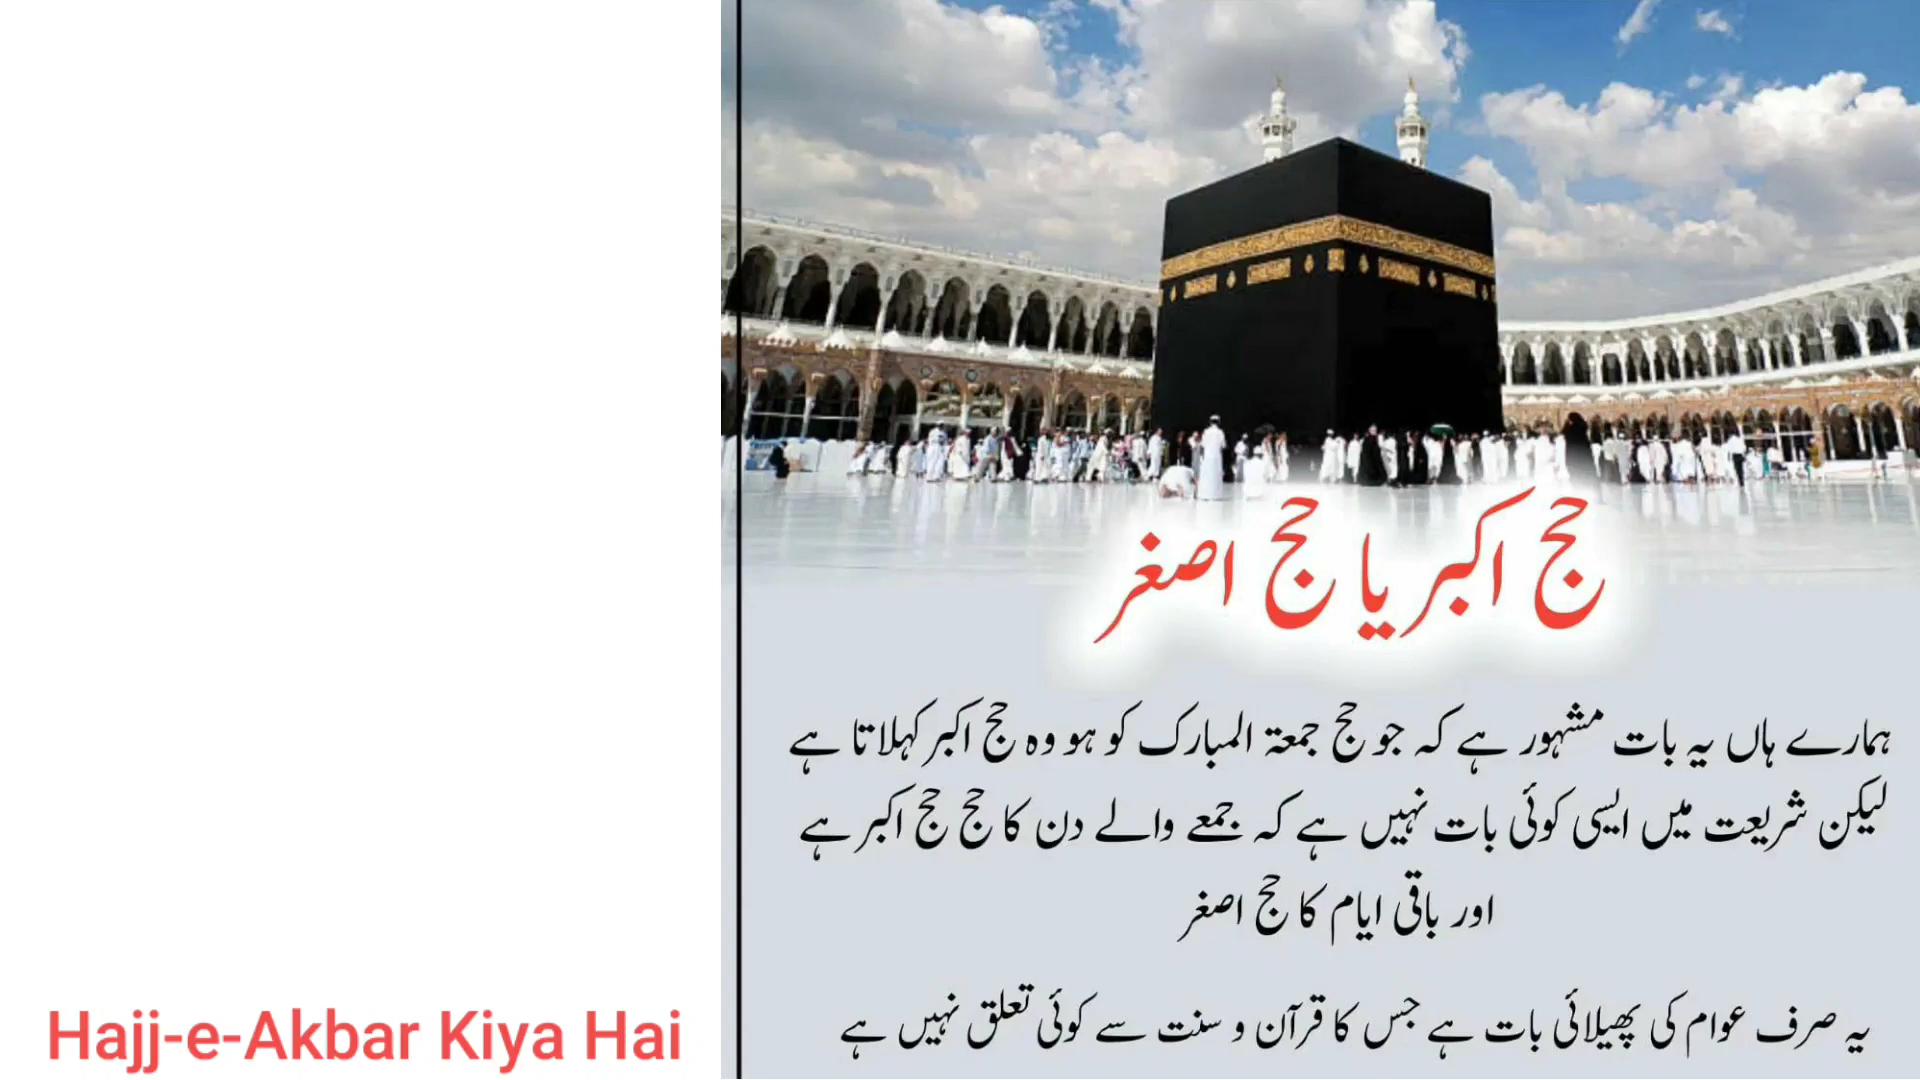 حج اکبر یا حج اصغر
ہمارے ہاں یہ بات مشہور ہے کہ جو حج جمعۃ المبارک کو ہو وہ حج اکبر کہلاتا ہے
لیکن شریعت میں ایسی کوئی بات نہیں ہے کہ جمعے والے دن کا حج حج اکبر ہے
اور باقی ایام کا حج اصغر
یہ صرف عوام کی پھیلائی بات ہے جس کا قرآن و سنت سے کوئی تعلق نہیں ہے
Hajj-e-Akbar Kiya Hai